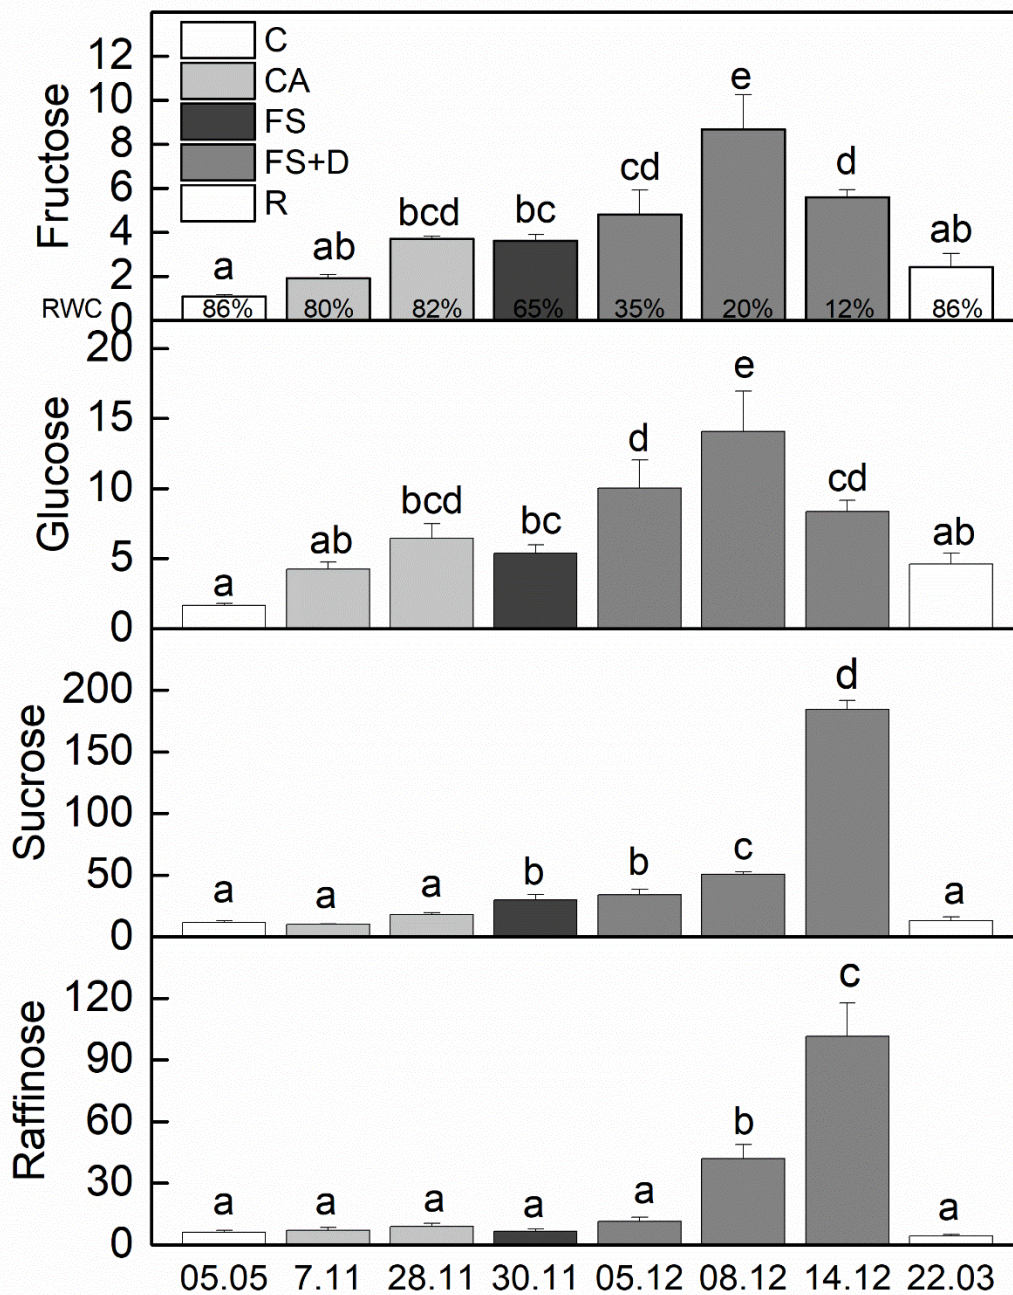 Fructose
12
10
8
6
4
2
0
C
CA
FS
FS+D
R
a
ab
bcd
bc
cd
e
d
ab
RWC
86%
80%
82%
65%
35%
20%
12%
86%
Glucose
20
15
10
5
0
a
ab
bcd
bc
d
e
cd
ab
Sucrose
200
150
100
50
0
a
a
a
b
b
c
d
a
Raffinose
120
90
60
30
0
a
a
a
a
a
b
c
a
05.05 7.11 28.11 30.11 05.12 08.12 14.12 22.03